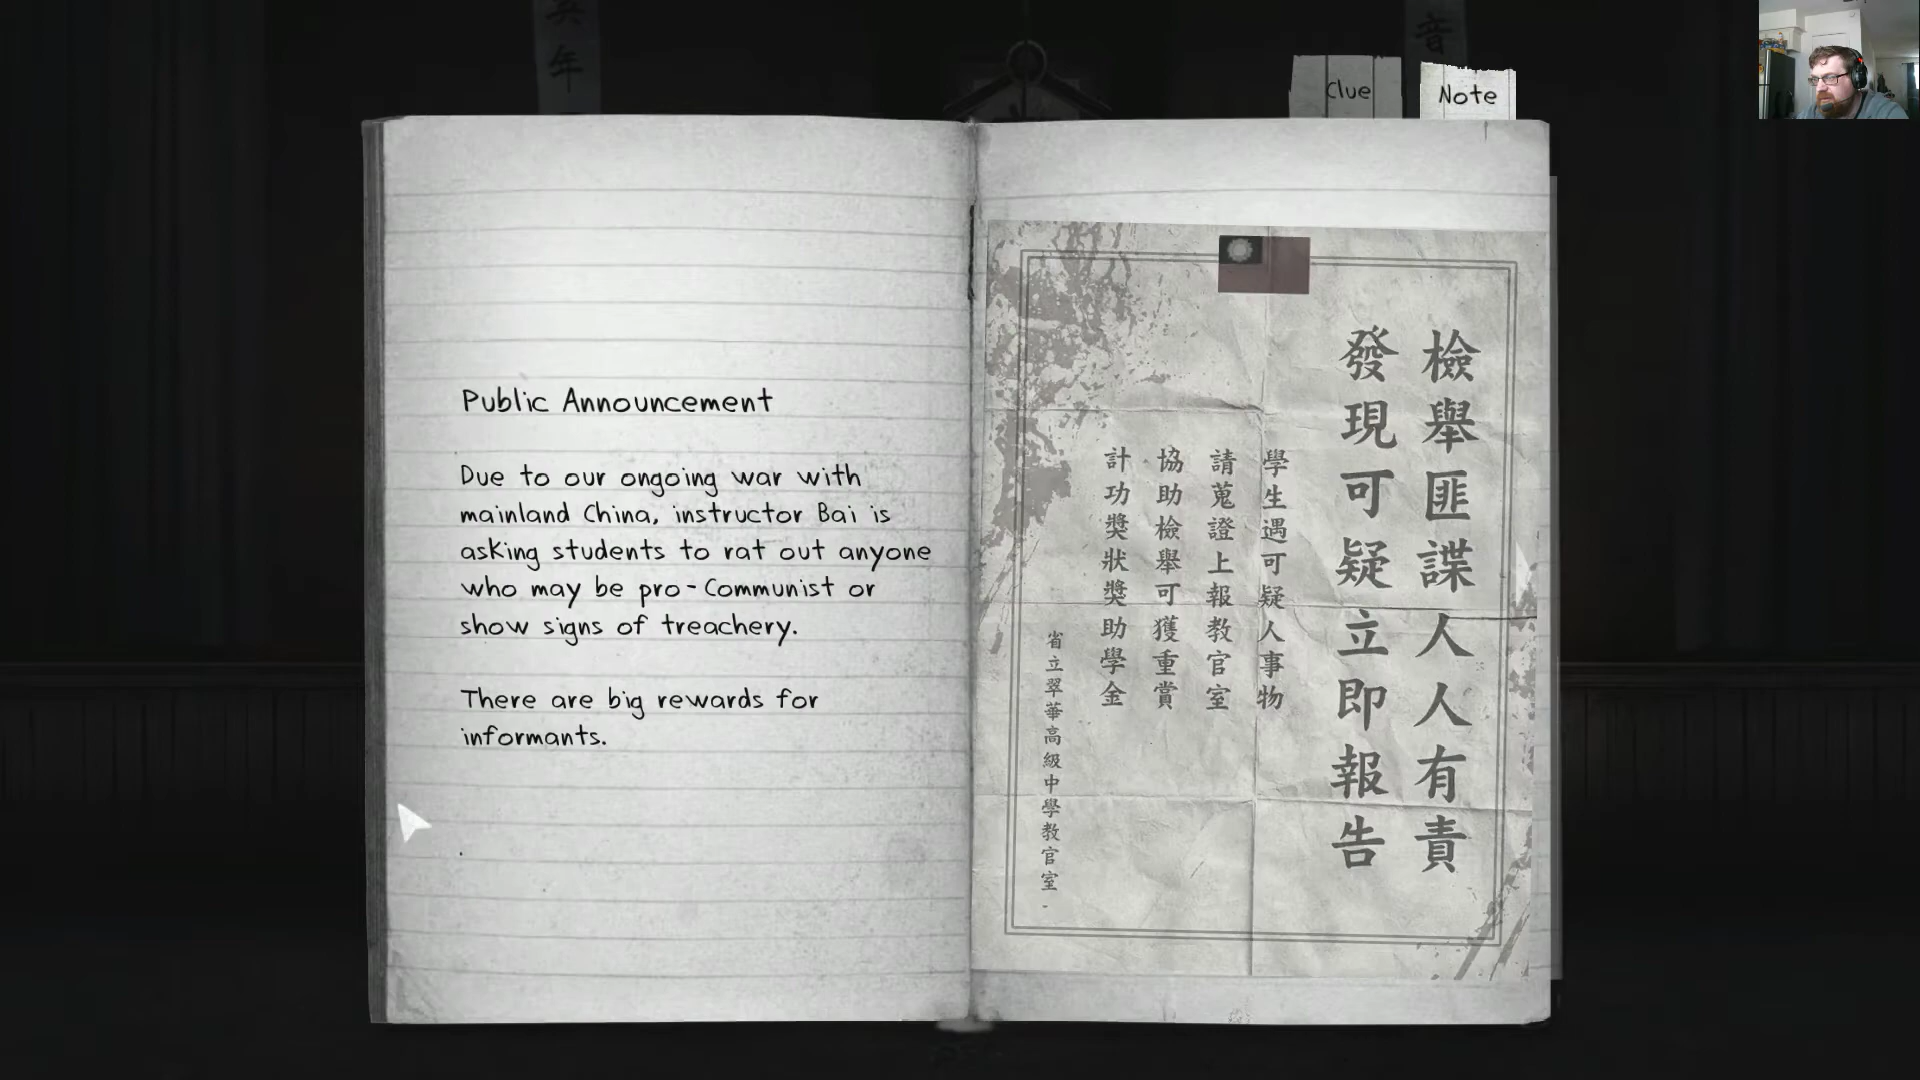 英年
音
Clue
Note
Public Announcement
Due to our ongoing war with
mainland China, instructor Bai is
asking students to rat out anyone
who may be pro-Communist or
show signs of treachery.
There are big rewards for
informants.
檢舉匪諜人人有責
發現可疑立即報告
學生遇可疑人事物
請蒐證上報教官室
協助檢舉可獲重賞
計功獎狀獎助學金
省立翠華高級中學教官室